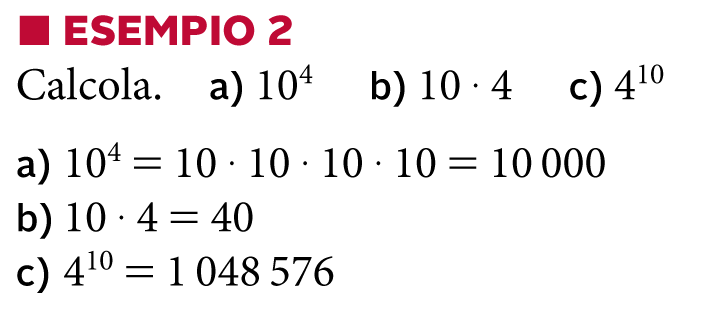 ■ ESEMPIO 2
Calcola. a) 10⁴ b) 10 · 4 c) 4¹⁰
a) 10⁴ = 10 · 10 · 10 · 10 = 10 000
b) 10 · 4 = 40
c) 4¹⁰ = 1 048 576